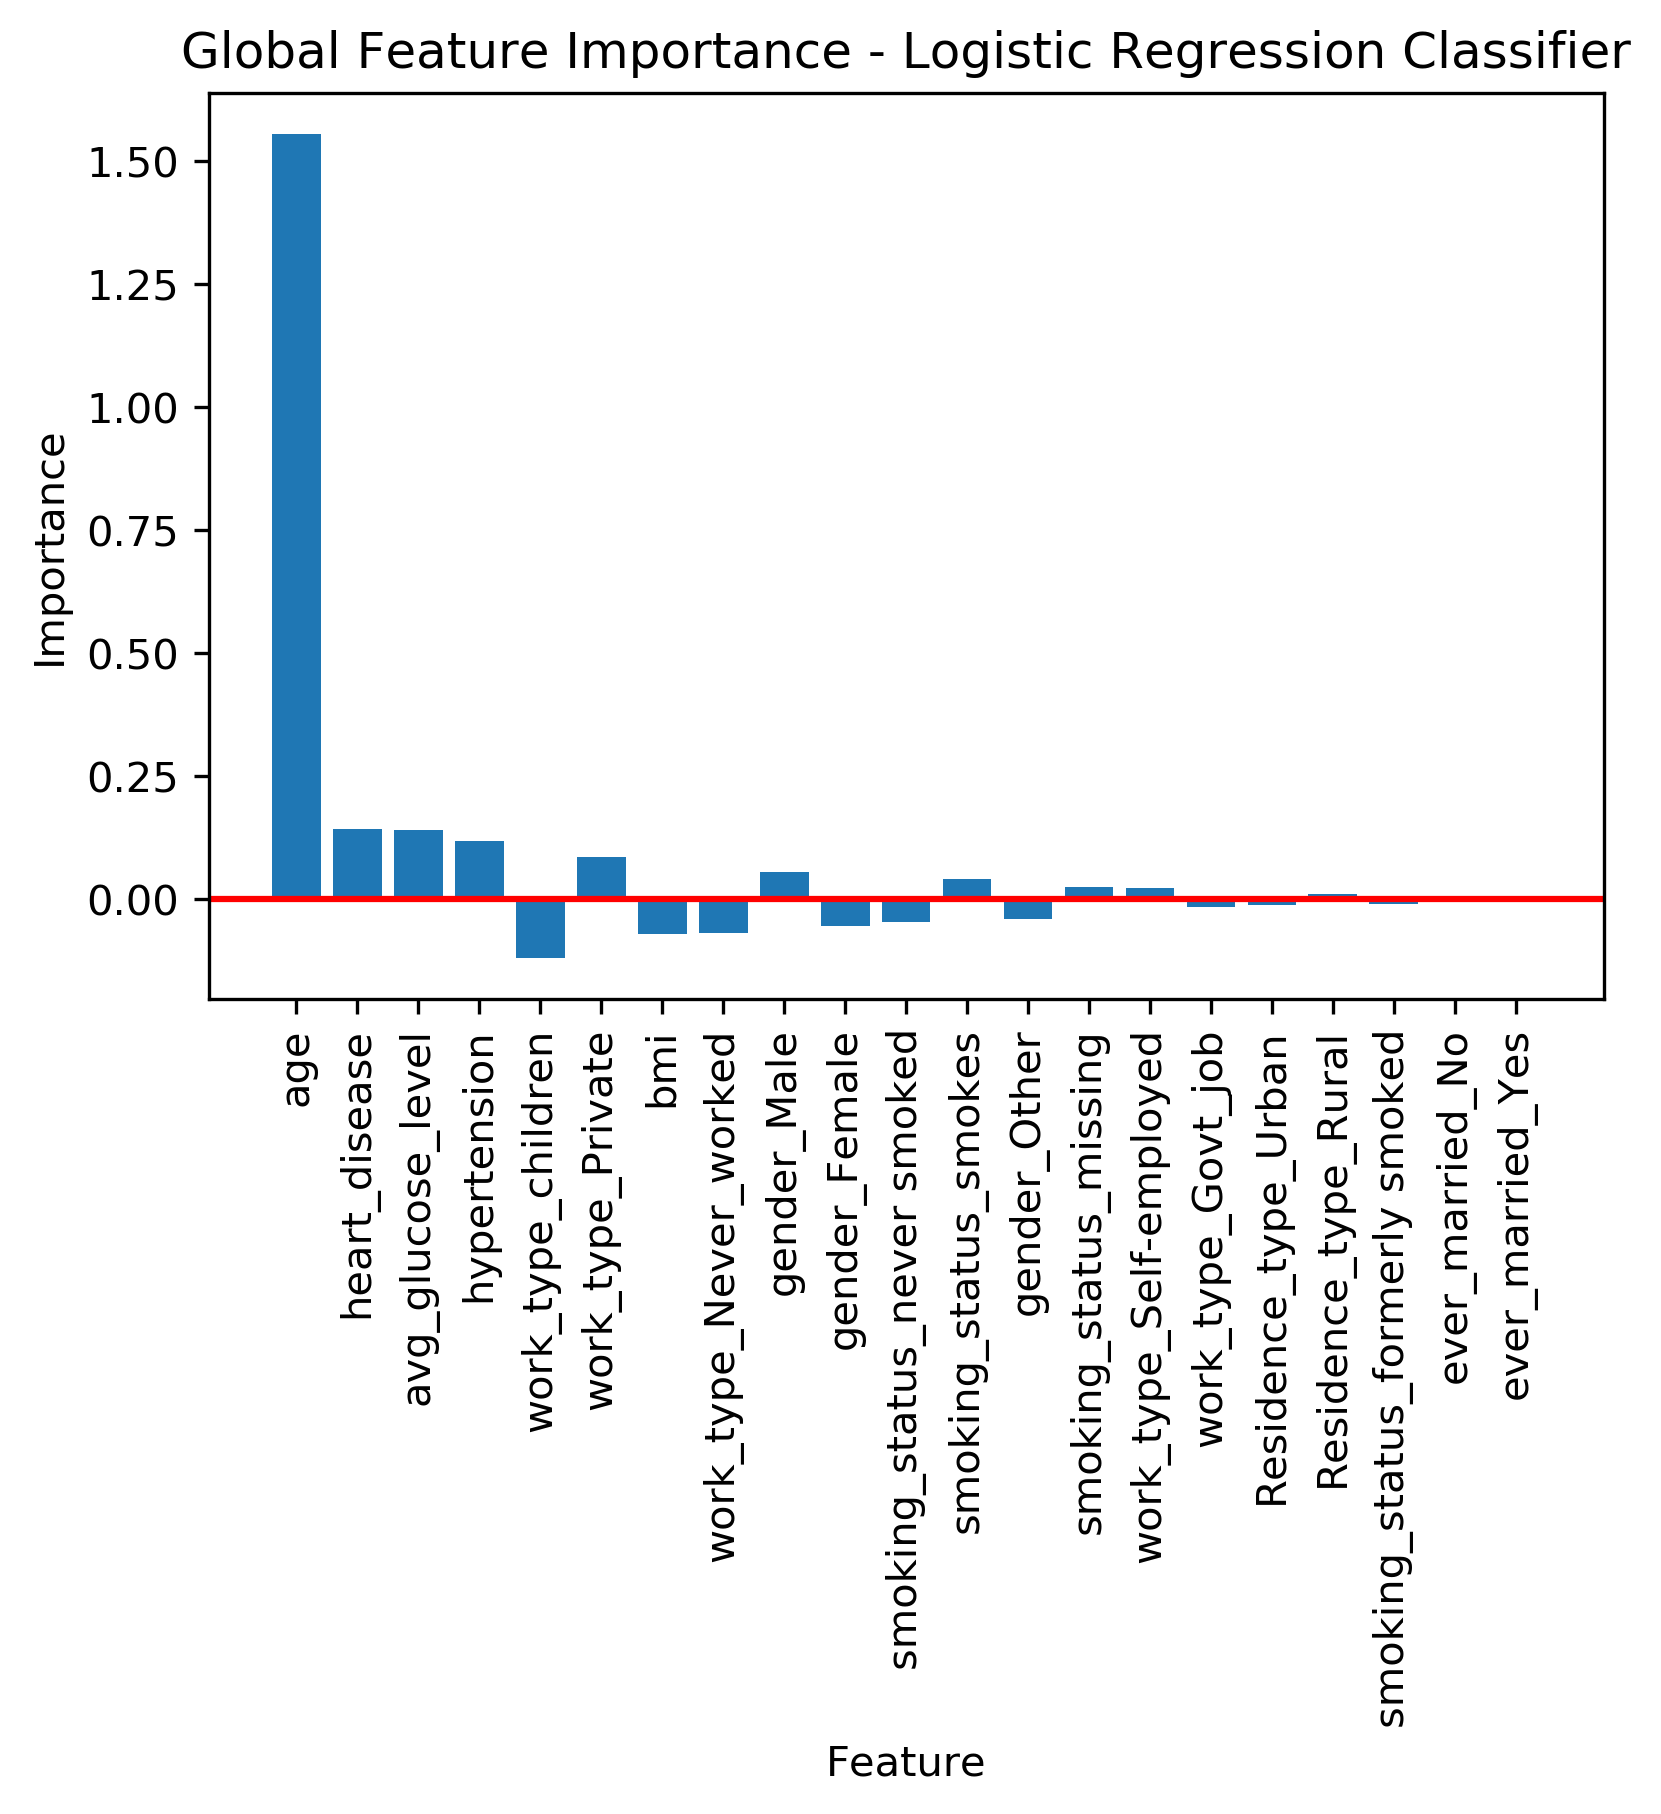 Global Feature Importance - Logistic Regression Classifier
Importance
1.50
1.25
1.00
0.75
0.50
0.25
0.00
age
heart_disease
avg_glucose_level
hypertension
work_type_children
work_type_Private
bmi
work_type_Never_worked
gender_Male
gender_Female
smoking_status_never smoked
smoking_status_smokes
gender_Other
smoking_status_missing
work_type_Self-employed
work_type_Govt_job
Residence_type_Urban
Residence_type_Rural
smoking_status_formerly smoked
ever_married_No
ever_married_Yes
Feature